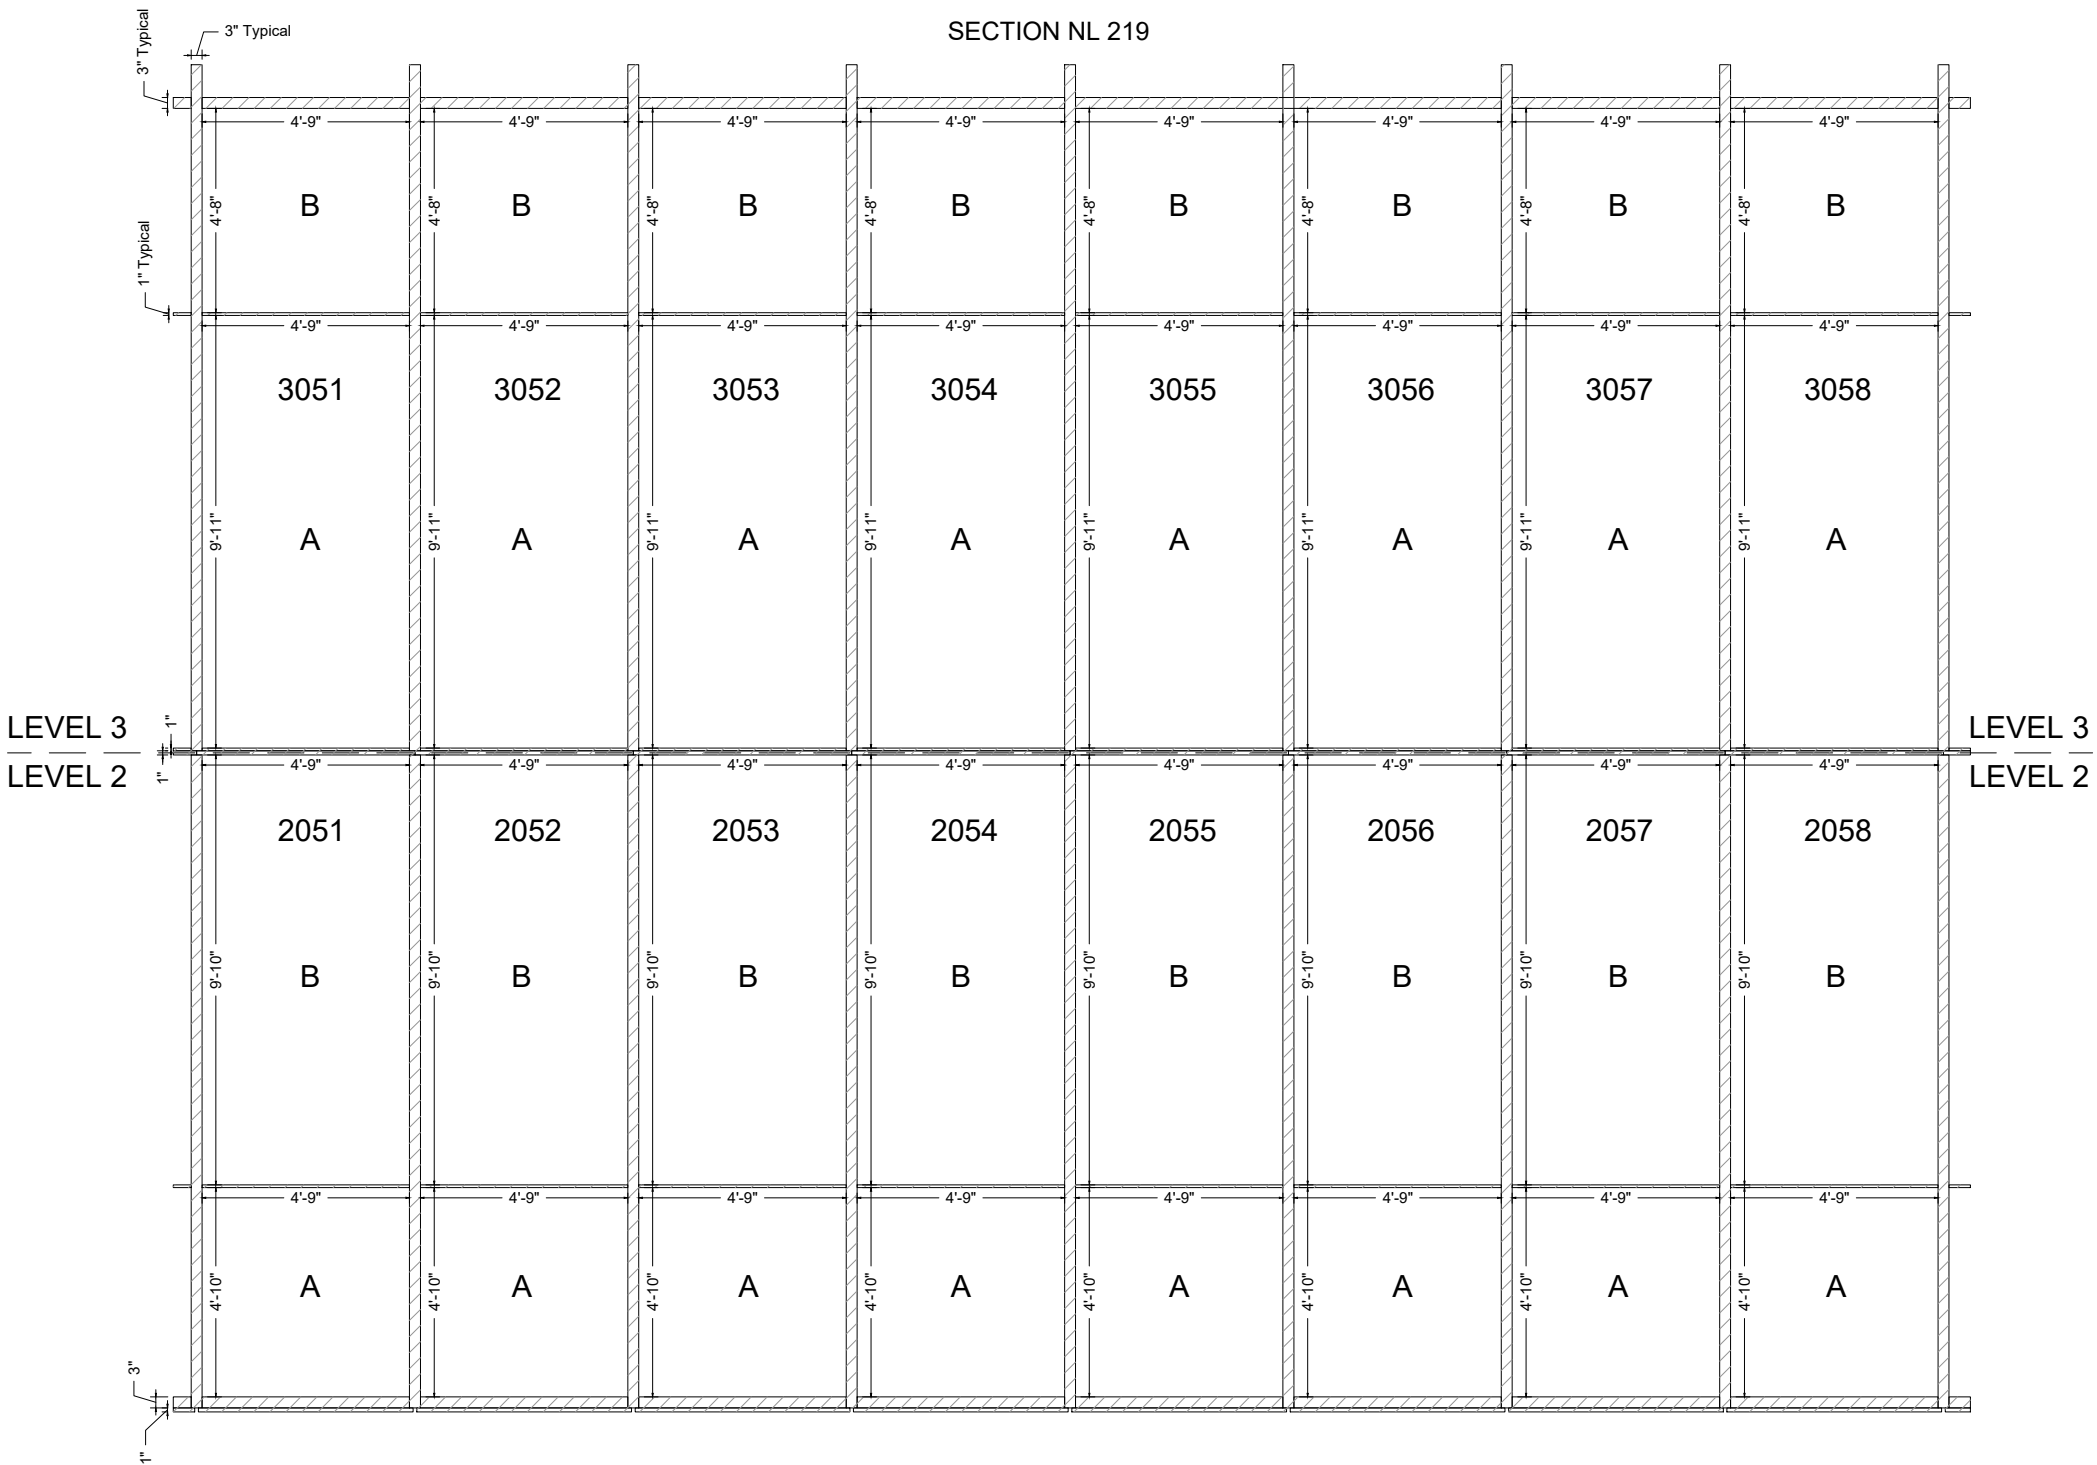 SECTION NL 219
3" Typical
3" Typical
4'-9" 4'-9" 4'-9" 4'-9" 4'-9" 4'-9" 4'-9" 4'-9"
B B B B B B B B
4'-8" 4'-8" 4'-8" 4'-8" 4'-8" 4'-8" 4'-8" 4'-8"
1" Typical
4'-9" 4'-9" 4'-9" 4'-9" 4'-9" 4'-9" 4'-9" 4'-9"
3051 3052 3053 3054 3055 3056 3057 3058
9'-11" 9'-11" 9'-11" 9'-11" 9'-11" 9'-11" 9'-11" 9'-11"
A A A A A A A A
LEVEL 3 1" LEVEL 3
LEVEL 2 1" LEVEL 2
4'-9" 4'-9" 4'-9" 4'-9" 4'-9" 4'-9" 4'-9" 4'-9"
2051 2052 2053 2054 2055 2056 2057 2058
9'-10" 9'-10" 9'-10" 9'-10" 9'-10" 9'-10" 9'-10" 9'-10"
B B B B B B B B
4'-9" 4'-9" 4'-9" 4'-9" 4'-9" 4'-9" 4'-9" 4'-9"
A A A A A A A A
4'-10" 4'-10" 4'-10" 4'-10" 4'-10" 4'-10" 4'-10" 4'-10"
3"
1"